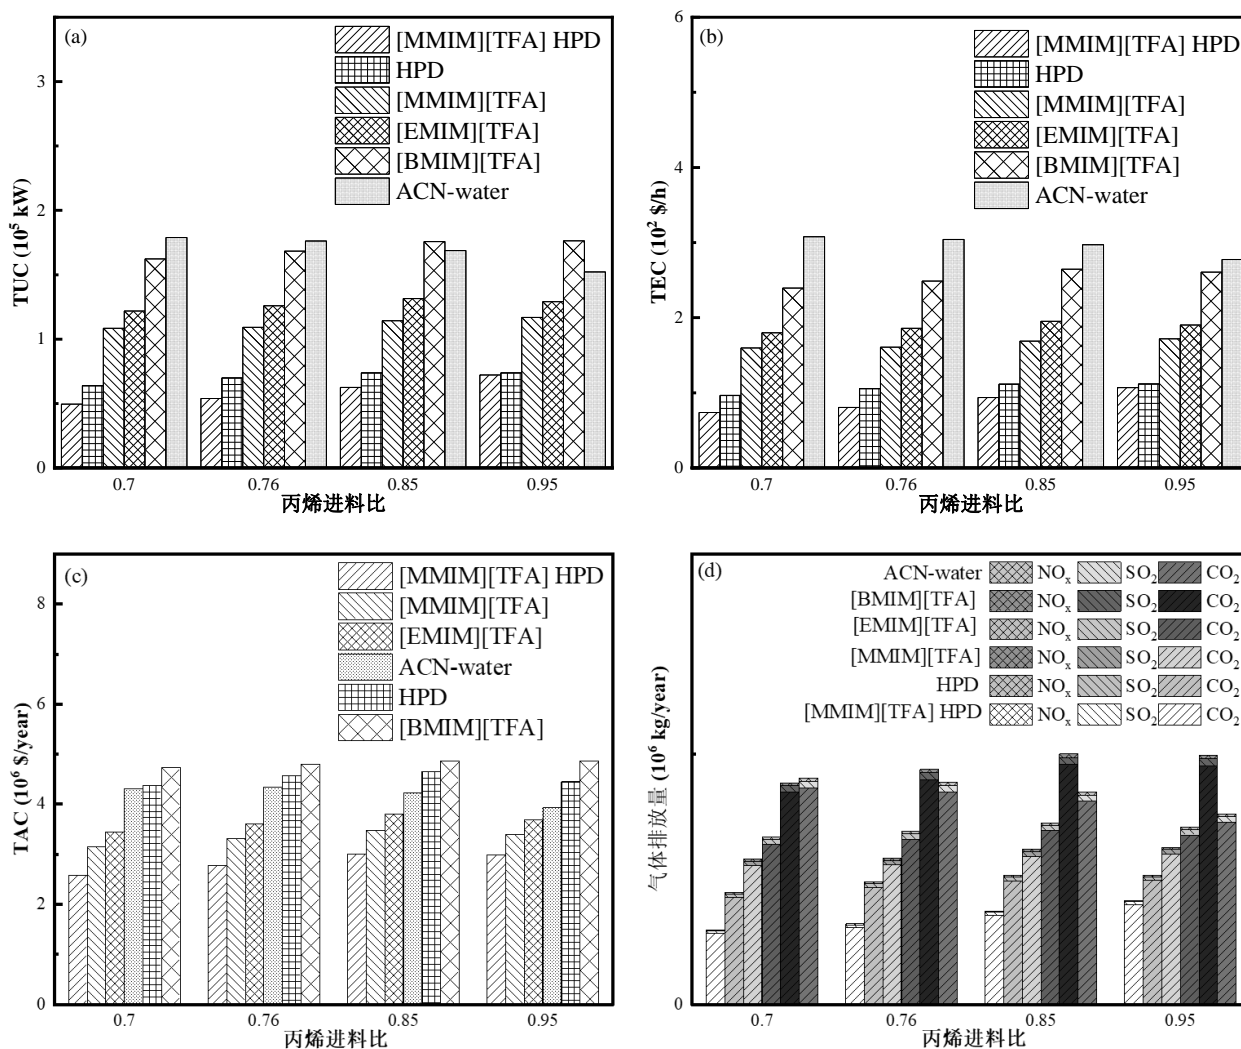 (a)
[MMIM][TFA] HPD
HPD
[MMIM][TFA]
[EMIM][TFA]
[BMIM][TFA]
ACN-water
TUC (10⁵ kW)
3
2
1
0
0.7 0.76 0.85 0.95
丙烯进料比
(b)
[MMIM][TFA] HPD
HPD
[MMIM][TFA]
[EMIM][TFA]
[BMIM][TFA]
ACN-water
TEC (10² $/h)
6
4
2
0
0.7 0.76 0.85 0.95
丙烯进料比
(c)
[MMIM][TFA] HPD
[MMIM][TFA]
[EMIM][TFA]
ACN-water
HPD
[BMIM][TFA]
TAC (10⁶ $/year)
8
6
4
2
0
0.7 0.76 0.85 0.95
丙烯进料比
(d)
ACN-water NOₓ SO₂ CO₂
[BMIM][TFA] NOₓ SO₂ CO₂
[EMIM][TFA] NOₓ SO₂ CO₂
[MMIM][TFA] NOₓ SO₂ CO₂
HPD NOₓ SO₂ CO₂
[MMIM][TFA] HPD NOₓ SO₂ CO₂
气体排放量 (10⁶ kg/year)
0
0.7 0.76 0.85 0.95
丙烯进料比